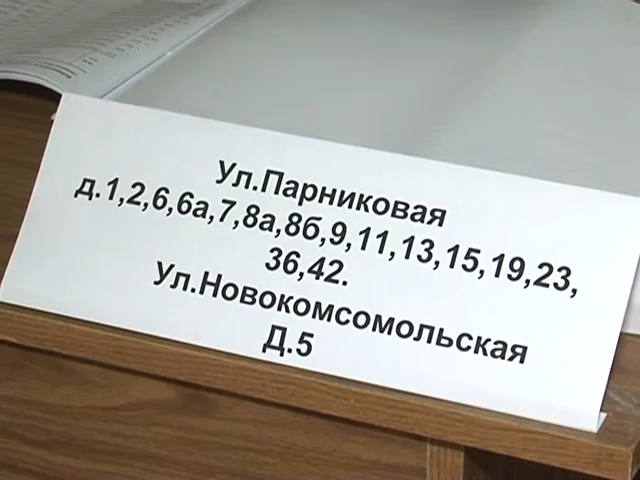 Ул.Парниковая
д.1,2,6,6а,7,8а,8б,9,11,13,15,19,23,
36,42.
Ул.Новокомсомольская
Д.5